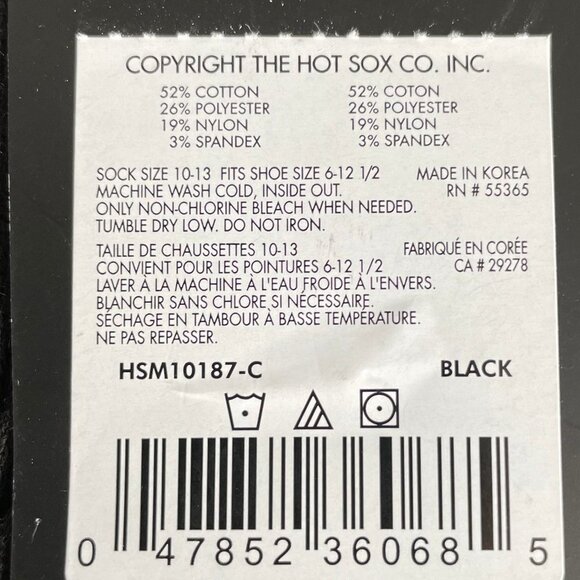 COPYRIGHT THE HOT SOX CO. INC.
52% COTTON 52% COTON
26% POLYESTER 26% POLYESTER
19% NYLON 19% NYLON
3% SPANDEX 3% SPANDEX
SOCK SIZE 10-13 FITS SHOE SIZE 6-12 1/2 MADE IN KOREA
MACHINE WASH COLD, INSIDE OUT. RN # 55365
ONLY NON-CHLORINE BLEACH WHEN NEEDED.
TUMBLE DRY LOW. DO NOT IRON.
TAILLE DE CHAUSSETTES 10-13 FABRIQUÉ EN CORÉE
CONVIENT POUR LES POINTURES 6-12 1/2 CA # 29278
LAVER À LA MACHINE À L'EAU FROIDE À L'ENVERS.
BLANCHIR SANS CHLORE SI NÉCESSAIRE.
SÉCHAGE EN TAMBOUR À BASSE TEMPÉRATURE.
NE PAS REPASSER.
HSM10187-C BLACK
0 47852 36068 5